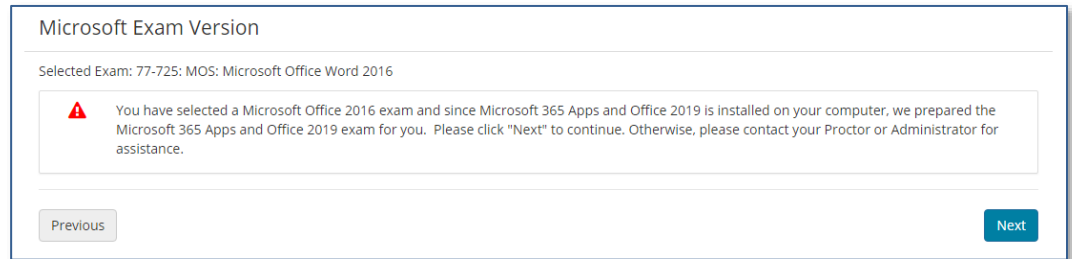 Microsoft Exam Version
Selected Exam: 77-725: MOS: Microsoft Office Word 2016
You have selected a Microsoft Office 2016 exam and since Microsoft 365 Apps and Office 2019 is installed on your computer, we prepared the
Microsoft 365 Apps and Office 2019 exam for you.  Please click "Next" to continue. Otherwise, please contact your Proctor or Administrator for
assistance.
Previous
Next